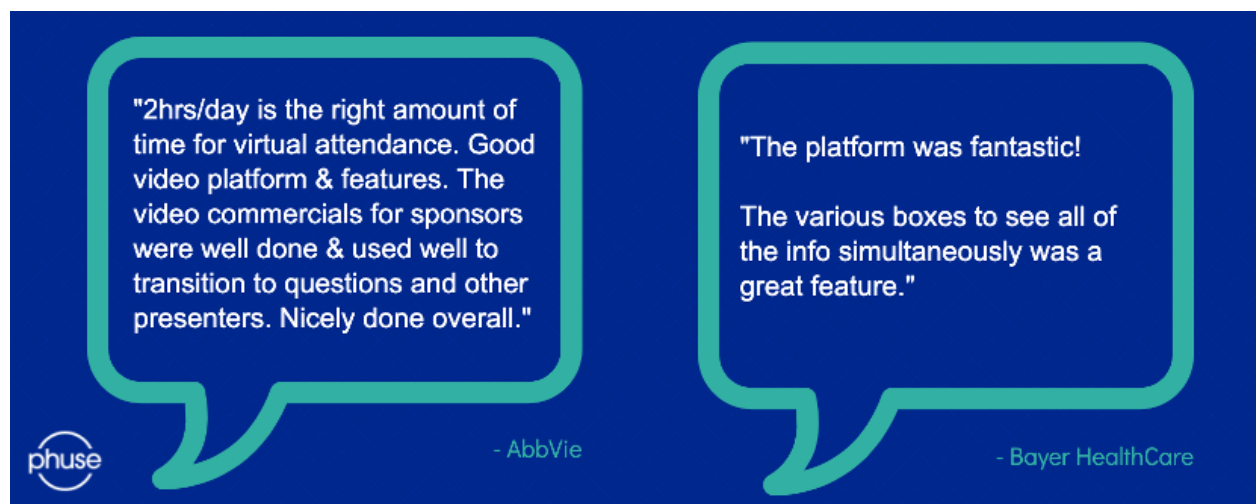 "2hrs/day is the right amount of
time for virtual attendance. Good
video platform & features. The
video commercials for sponsors
were well done & used well to
transition to questions and other
presenters. Nicely done overall."
- AbbVie
"The platform was fantastic!
The various boxes to see all of
the info simultaneously was a
great feature."
- Bayer HealthCare
phuse